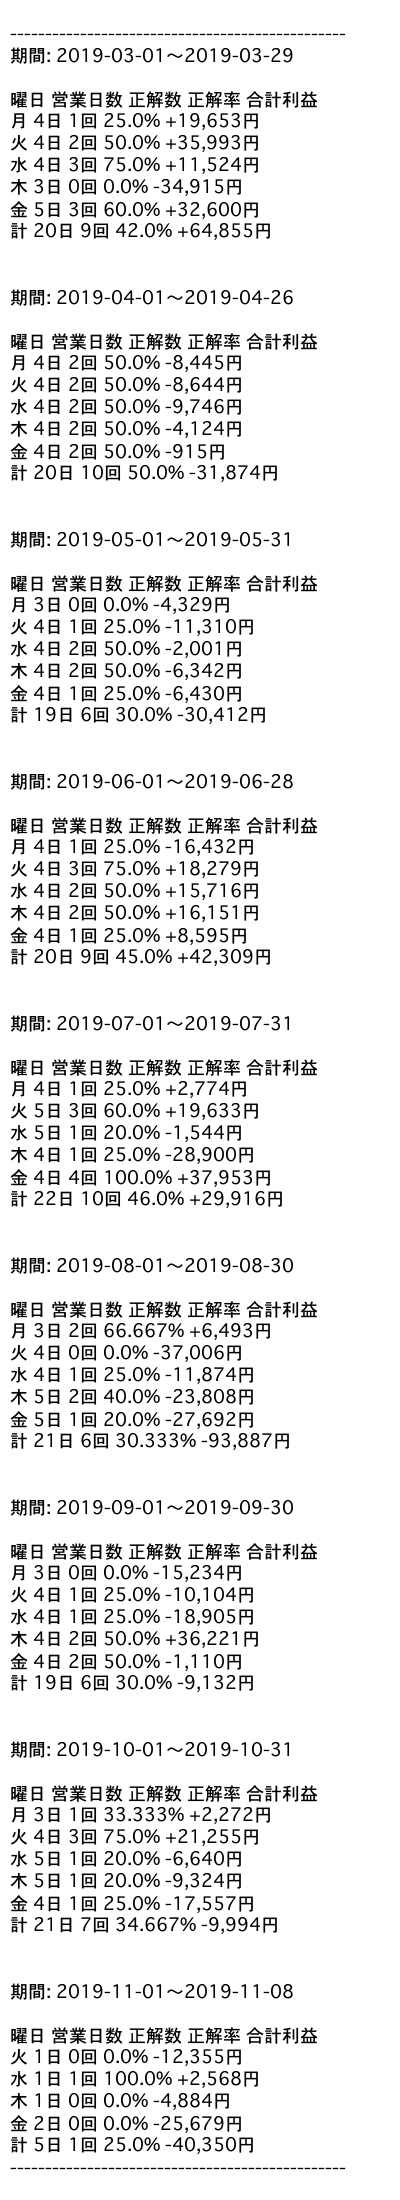 ------------------------------------------------
期間: 2019-03-01〜2019-03-29
曜日 営業日数 正解数 正解率 合計利益
月 4日 1回 25.0% +19,653円
火 4日 2回 50.0% +35,993円
水 4日 3回 75.0% +11,524円
木 3日 0回 0.0% -34,915円
金 5日 3回 60.0% +32,600円
計 20日 9回 42.0% +64,855円
期間: 2019-04-01〜2019-04-26
曜日 営業日数 正解数 正解率 合計利益
月 4日 2回 50.0% -8,445円
火 4日 2回 50.0% -8,644円
水 4日 2回 50.0% -9,746円
木 4日 2回 50.0% -4,124円
金 4日 2回 50.0% -915円
計 20日 10回 50.0% -31,874円
期間: 2019-05-01〜2019-05-31
曜日 営業日数 正解数 正解率 合計利益
月 3日 0回 0.0% -4,329円
火 4日 1回 25.0% -11,310円
水 4日 2回 50.0% -2,001円
木 4日 2回 50.0% -6,342円
金 4日 1回 25.0% -6,430円
計 19日 6回 30.0% -30,412円
期間: 2019-06-01〜2019-06-28
曜日 営業日数 正解数 正解率 合計利益
月 4日 1回 25.0% -16,432円
火 4日 3回 75.0% +18,279円
水 4日 2回 50.0% +15,716円
木 4日 2回 50.0% +16,151円
金 4日 1回 25.0% +8,595円
計 20日 9回 45.0% +42,309円
期間: 2019-07-01〜2019-07-31
曜日 営業日数 正解数 正解率 合計利益
月 4日 1回 25.0% +2,774円
火 5日 3回 60.0% +19,633円
水 5日 1回 20.0% -1,544円
木 4日 1回 25.0% -28,900円
金 4日 4回 100.0% +37,953円
計 22日 10回 46.0% +29,916円
期間: 2019-08-01〜2019-08-30
曜日 営業日数 正解数 正解率 合計利益
月 3日 2回 66.667% +6,493円
火 4日 0回 0.0% -37,006円
水 4日 1回 25.0% -11,874円
木 5日 2回 40.0% -23,808円
金 5日 1回 20.0% -27,692円
計 21日 6回 30.333% -93,887円
期間: 2019-09-01〜2019-09-30
曜日 営業日数 正解数 正解率 合計利益
月 3日 0回 0.0% -15,234円
火 4日 1回 25.0% -10,104円
水 4日 1回 25.0% -18,905円
木 4日 2回 50.0% +36,221円
金 4日 2回 50.0% -1,110円
計 19日 6回 30.0% -9,132円
期間: 2019-10-01〜2019-10-31
曜日 営業日数 正解数 正解率 合計利益
月 3日 1回 33.333% +2,272円
火 4日 3回 75.0% +21,255円
水 5日 1回 20.0% -6,640円
木 5日 1回 20.0% -9,324円
金 4日 1回 25.0% -17,557円
計 21日 7回 34.667% -9,994円
期間: 2019-11-01〜2019-11-08
曜日 営業日数 正解数 正解率 合計利益
火 1日 0回 0.0% -12,355円
水 1日 1回 100.0% +2,568円
木 1日 0回 0.0% -4,884円
金 2日 0回 0.0% -25,679円
計 5日 1回 25.0% -40,350円
------------------------------------------------